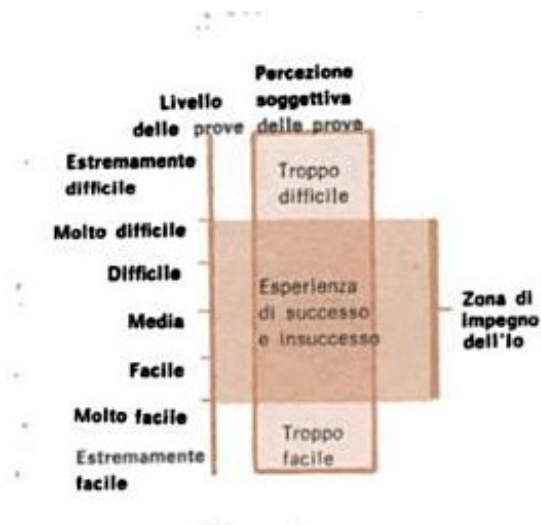 Livello
delle prove
Percezione
soggettiva
delle prove
Estremamente
difficile
Molto difficile
Difficile
Media
Facile
Molto facile
Estremamente
facile
Troppo
difficile
Esperienza
di successo
e insuccesso
Troppo
facile
Zona di
impegno
dell'Io